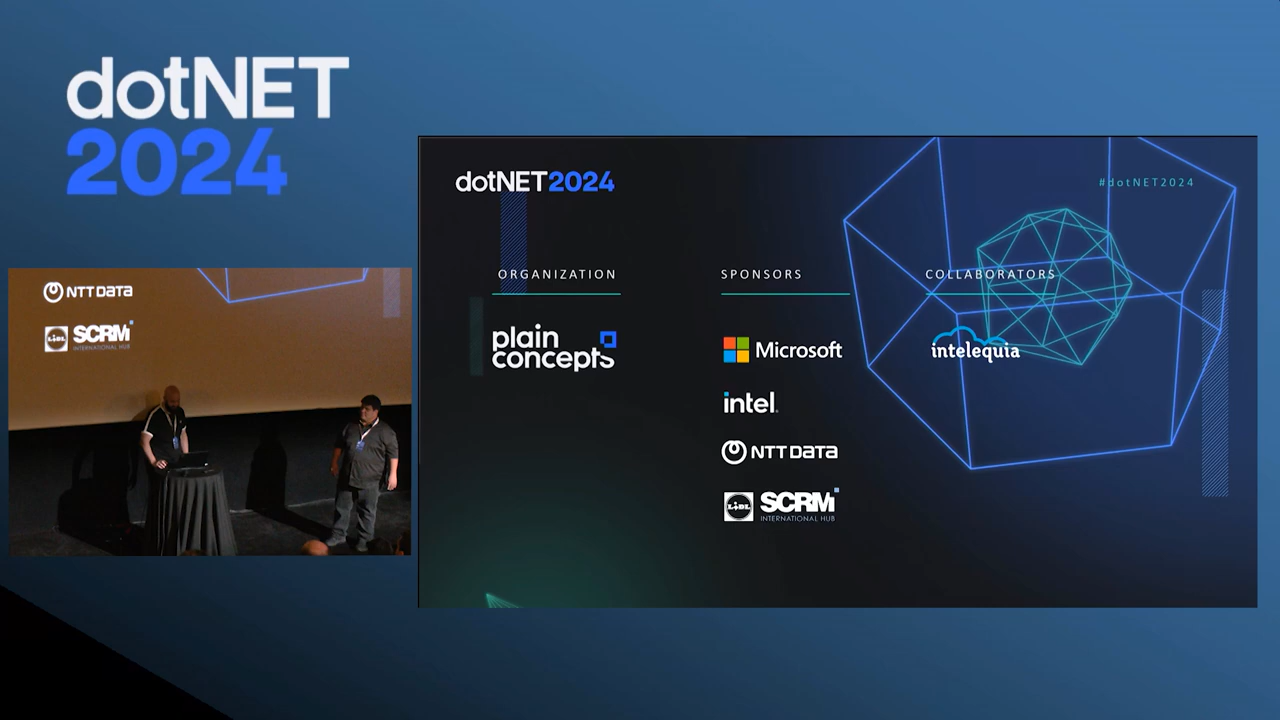 dotNET
2024
NTT DATA
LIDL SCRM
INTERNATIONAL HUB
dotNET2024
#dotNET2024
ORGANIZATION
SPONSORS
COLLABORATORS
plain
concepts
Microsoft
intelequia
intel.
NTT DATA
LIDL SCRM
INTERNATIONAL HUB